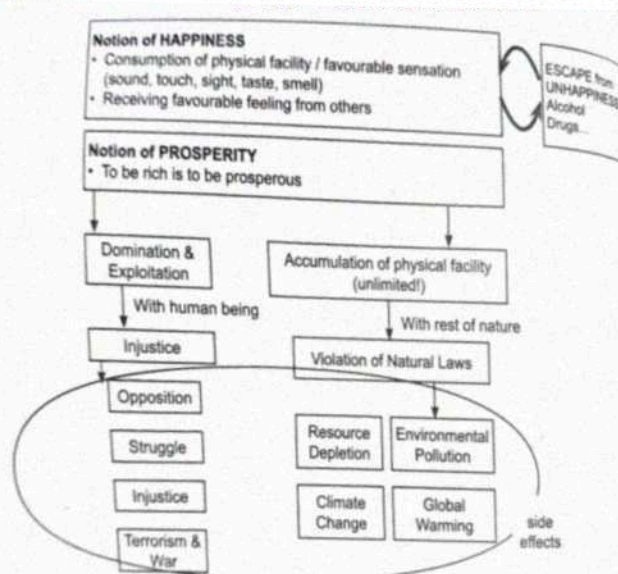 Notion of HAPPINESS
• Consumption of physical facility / favourable sensation
(sound, touch, sight, taste, smell)
• Receiving favourable feeling from others
ESCAPE from
UNHAPPINESS
Alcohol
Drugs...
Notion of PROSPERITY
• To be rich is to be prosperous
Domination &
Exploitation
Accumulation of physical facility
(unlimited!)
With human being
With rest of nature
Injustice
Violation of Natural Laws
Opposition
Struggle
Injustice
Terrorism &
War
Resource
Depletion
Environmental
Pollution
Climate
Change
Global
Warming
side
effects